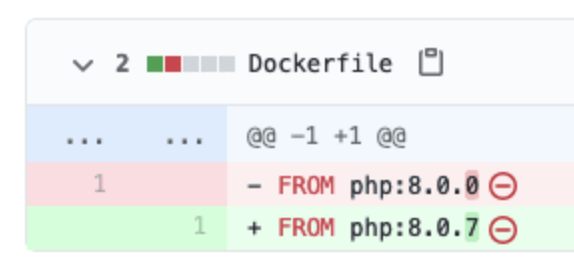 2 Dockerfile
... ... @@ -1 +1 @@
1 - FROM php:8.0.0
1 + FROM php:8.0.7